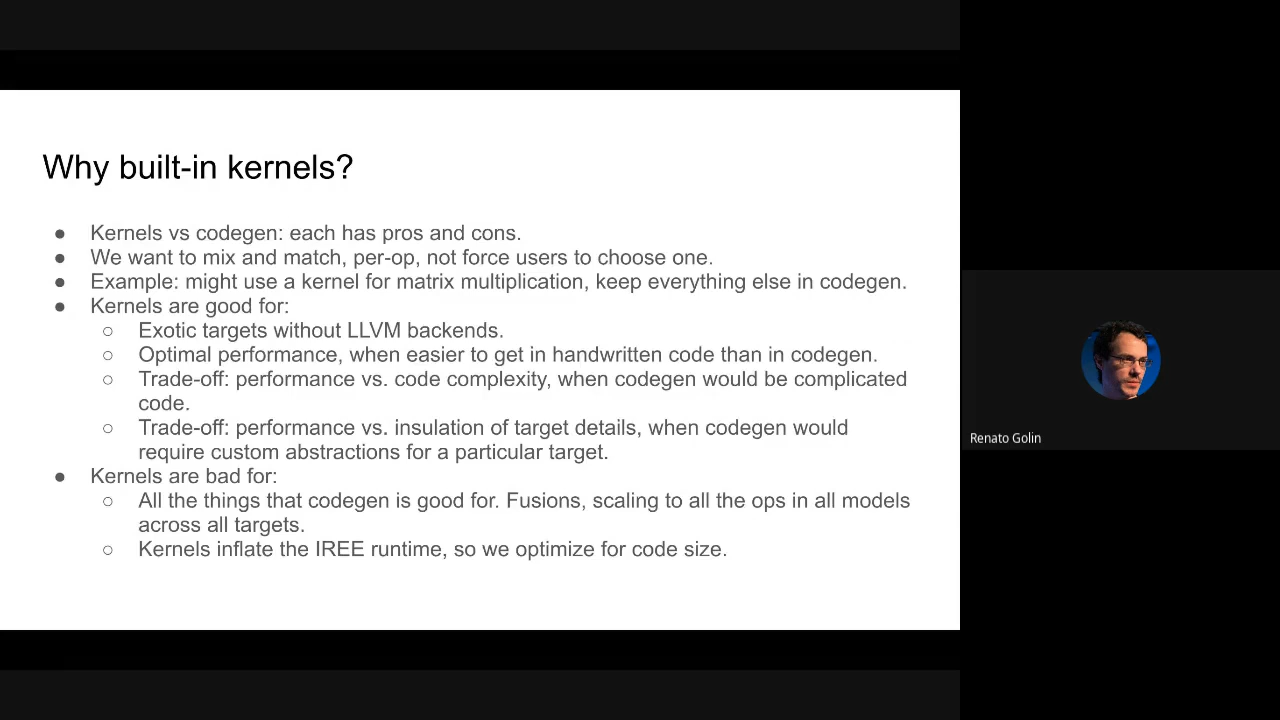 Why built-in kernels?
● Kernels vs codegen: each has pros and cons.
● We want to mix and match, per-op, not force users to choose one.
● Example: might use a kernel for matrix multiplication, keep everything else in codegen.
● Kernels are good for:
○ Exotic targets without LLVM backends.
○ Optimal performance, when easier to get in handwritten code than in codegen.
○ Trade-off: performance vs. code complexity, when codegen would be complicated
code.
○ Trade-off: performance vs. insulation of target details, when codegen would
require custom abstractions for a particular target.
● Kernels are bad for:
○ All the things that codegen is good for. Fusions, scaling to all the ops in all models
across all targets.
○ Kernels inflate the IREE runtime, so we optimize for code size.
Renato Golin